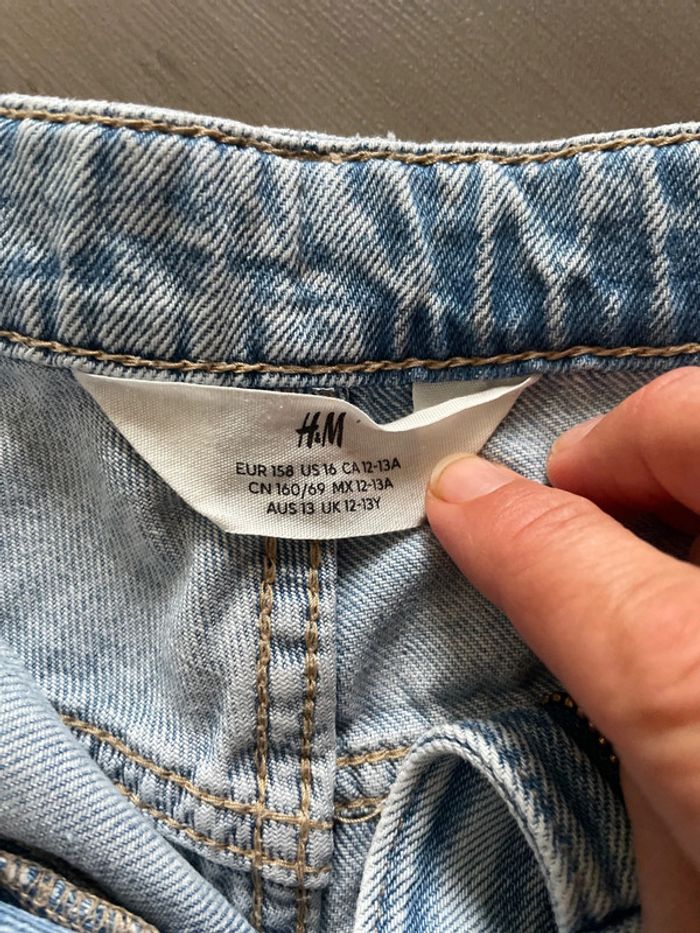 H&M
EUR 158 US 16 CA 12-13A
CN 160/69 MX 12-13A
AUS 13 UK 12-13Y